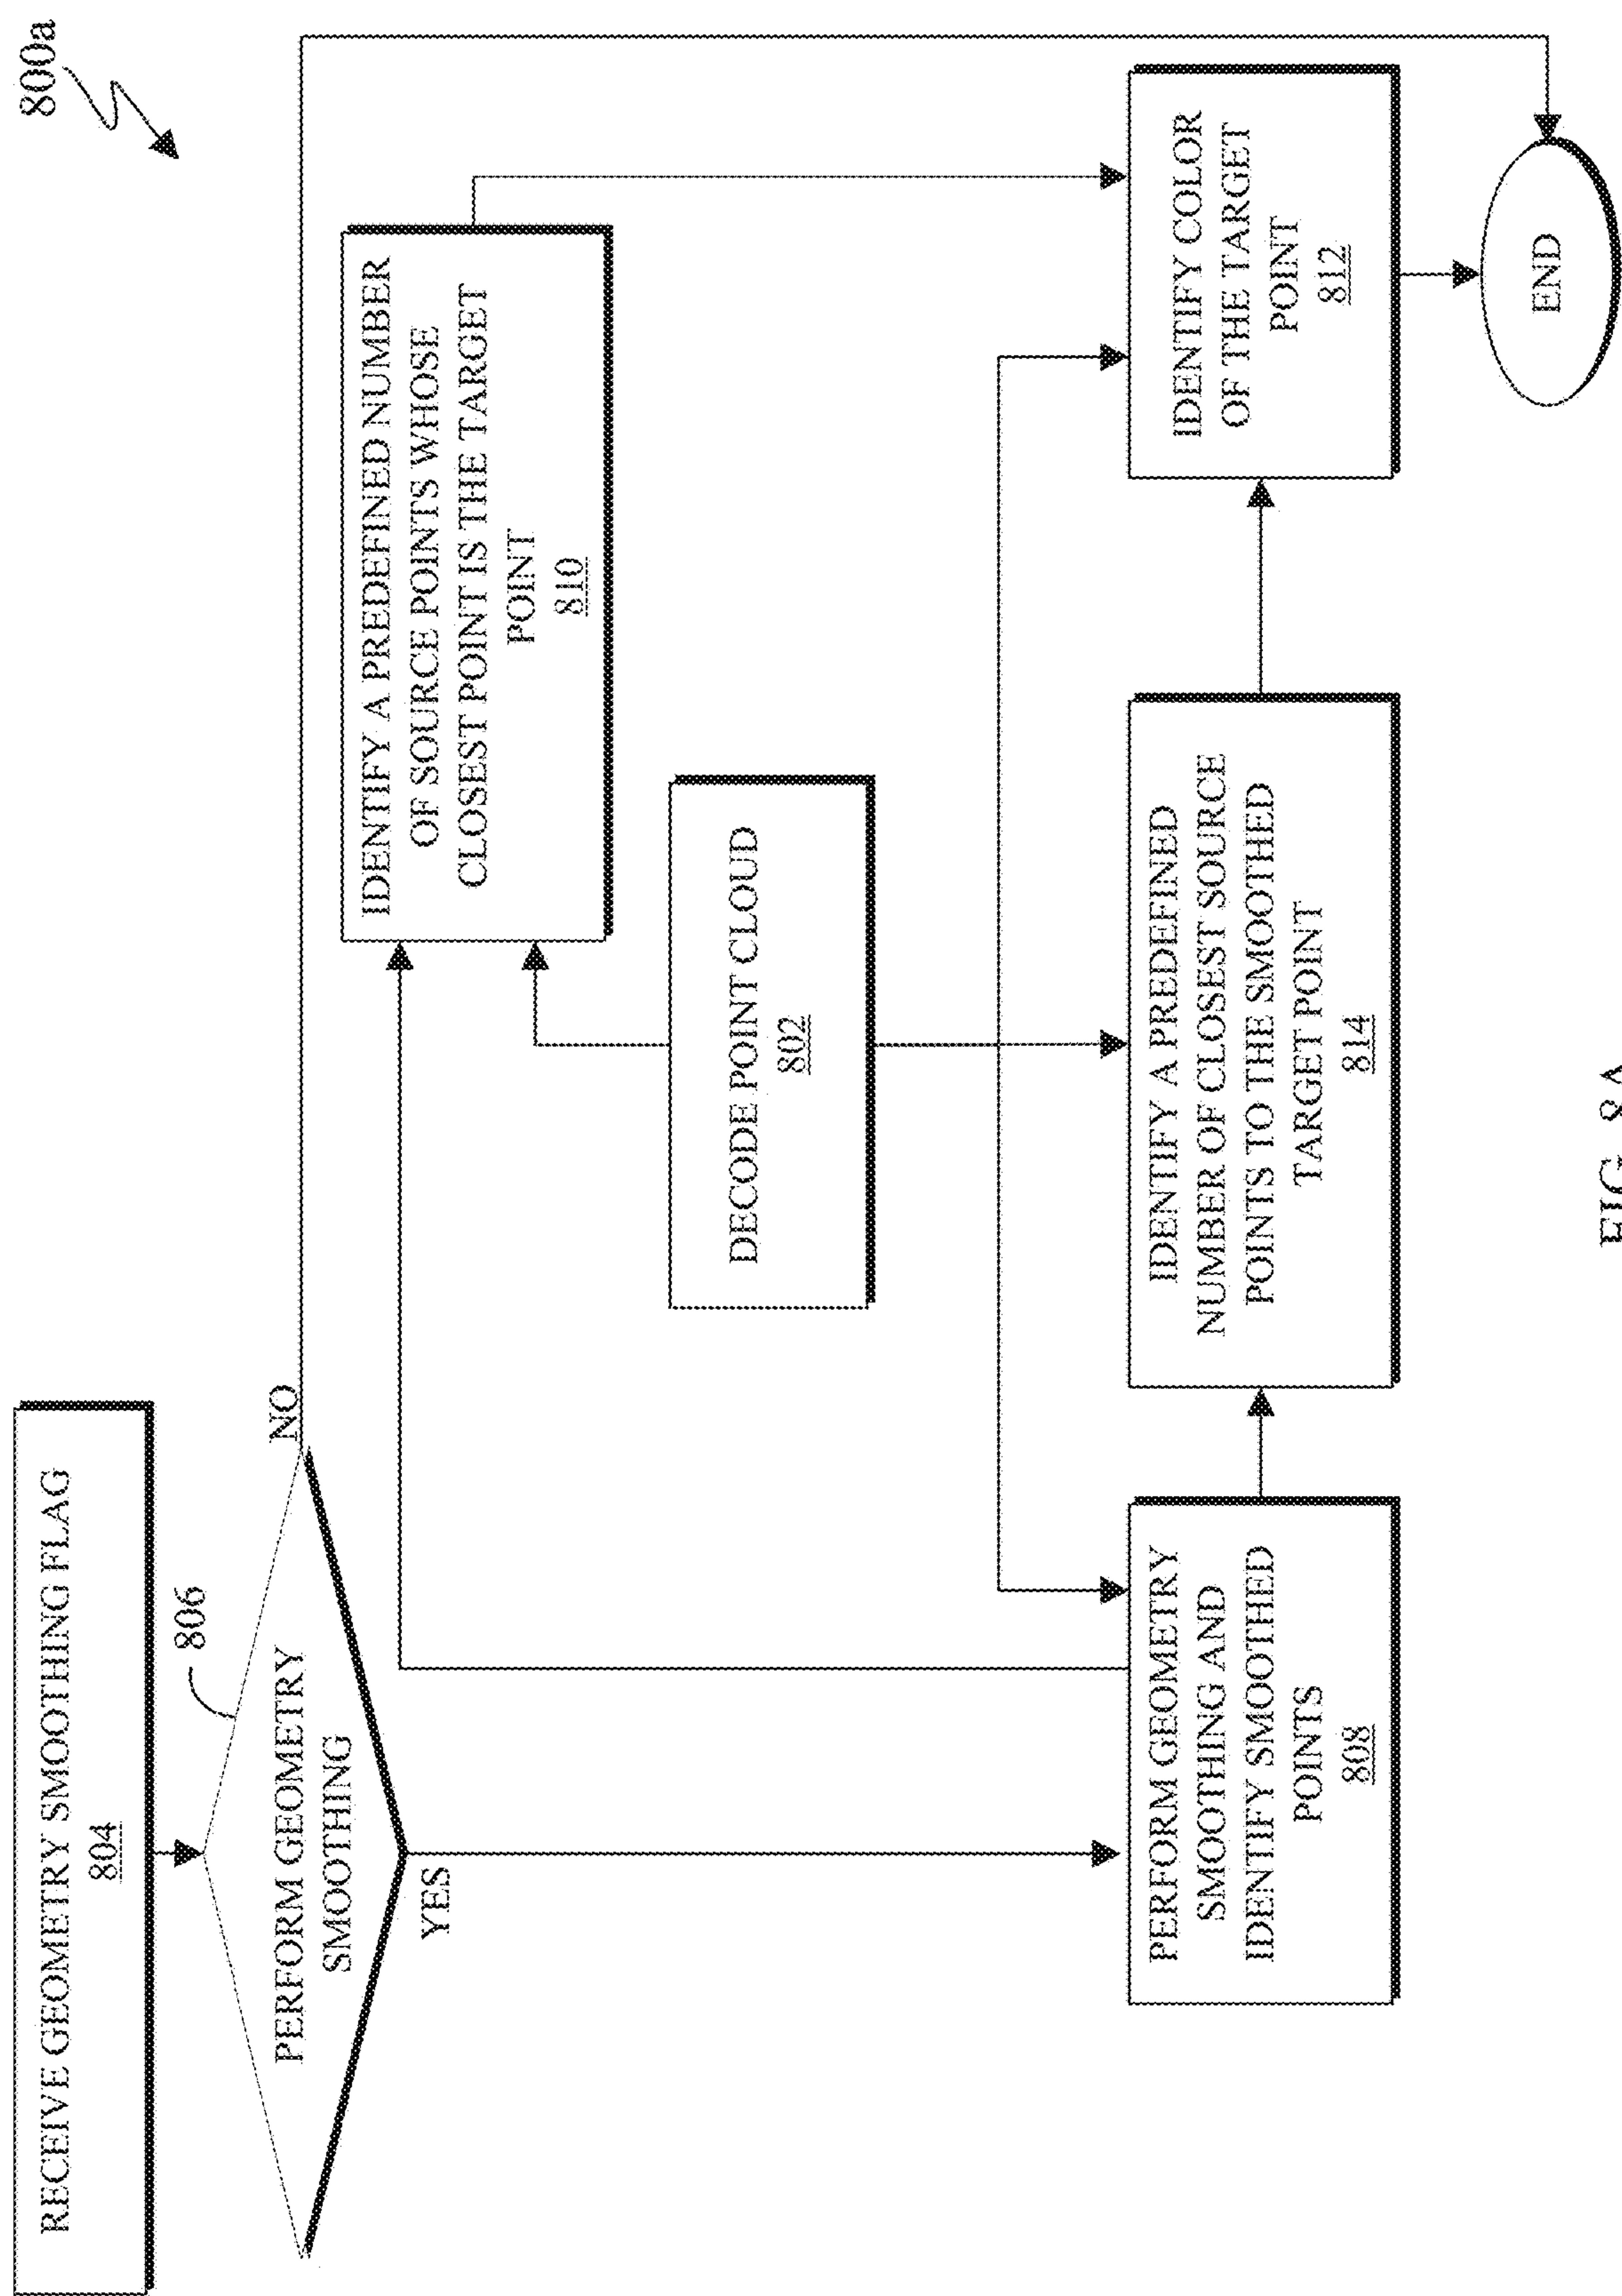 800a
RECEIVE GEOMETRY SMOOTHING FLAG
804
806
PERFORM GEOMETRY
SMOOTHING
NO
YES
IDENTIFY A PREDEFINED NUMBER
OF SOURCE POINTS WHOSE
CLOSEST POINT IS THE TARGET
POINT
810
DECODE POINT CLOUD
802
PERFORM GEOMETRY
SMOOTHING AND
IDENTIFY SMOOTHED
POINTS
808
IDENTIFY A PREDEFINED
NUMBER OF CLOSEST SOURCE
POINTS TO THE SMOOTHED
TARGET POINT
814
IDENTIFY COLOR
OF THE TARGET
POINT
812
END
FIG. 8A